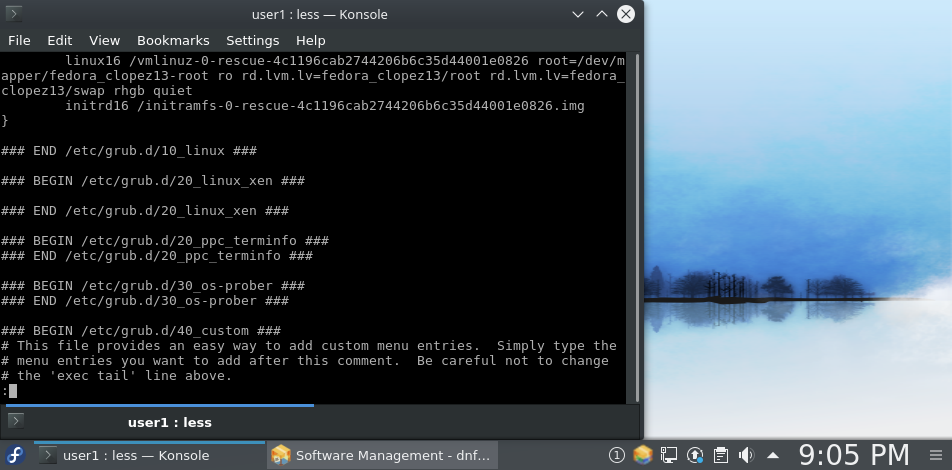 user1 : less — Konsole
File Edit View Bookmarks Settings Help
linux16 /vmlinuz-0-rescue-4c1196cab2744206b6c35d44001e0826 root=/dev/m
apper/fedora_clopez13-root ro rd.lvm.lv=fedora_clopez13/root rd.lvm.lv=fedora_
clopez13/swap rhgb quiet
initrd16 /initramfs-0-rescue-4c1196cab2744206b6c35d44001e0826.img
}
### END /etc/grub.d/10_linux ###
### BEGIN /etc/grub.d/20_linux_xen ###
### END /etc/grub.d/20_linux_xen ###
### BEGIN /etc/grub.d/20_ppc_terminfo ###
### END /etc/grub.d/20_ppc_terminfo ###
### BEGIN /etc/grub.d/30_os-prober ###
### END /etc/grub.d/30_os-prober ###
### BEGIN /etc/grub.d/40_custom ###
# This file provides an easy way to add custom menu entries.  Simply type the
# menu entries you want to add after this comment.  Be careful not to change
# the 'exec tail' line above.
:
user1 : less
user1 : less — Konsole
Software Management - dnf...
1
9:05 PM